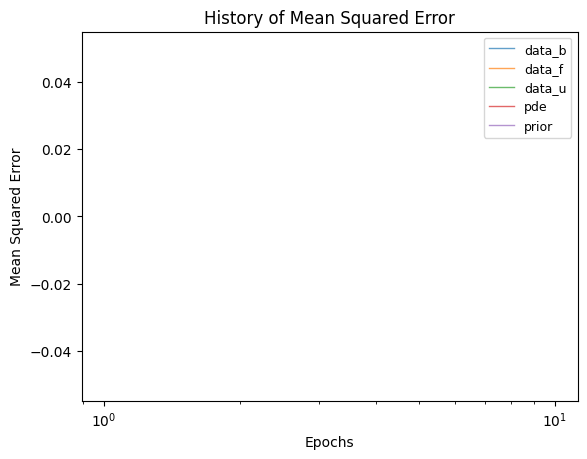 History of Mean Squared Error
data_b
data_f
data_u
pde
prior
Mean Squared Error
0.04
0.02
0.00
−0.02
−0.04
10⁰
10¹
Epochs